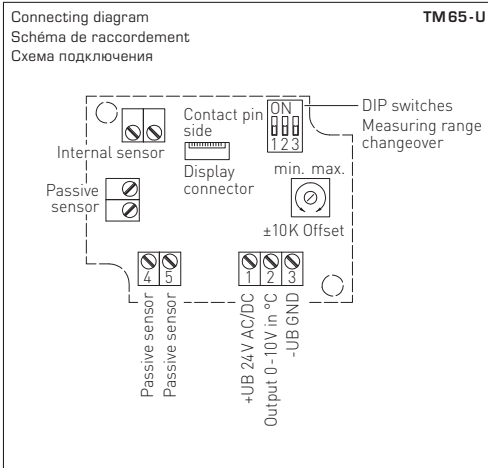 Connecting diagram
TM65-U
Schéma de raccordement
Схема подключения
ON
1 2 3
DIP switches
Measuring range
changeover
Contact pin
side
Internal sensor
Display
connector
min. max.
Passive
sensor
±10K Offset
4
5
1
2
3
Passive sensor
Passive sensor
+UB 24V AC/DC
Output 0-10V in °C
-UB GND